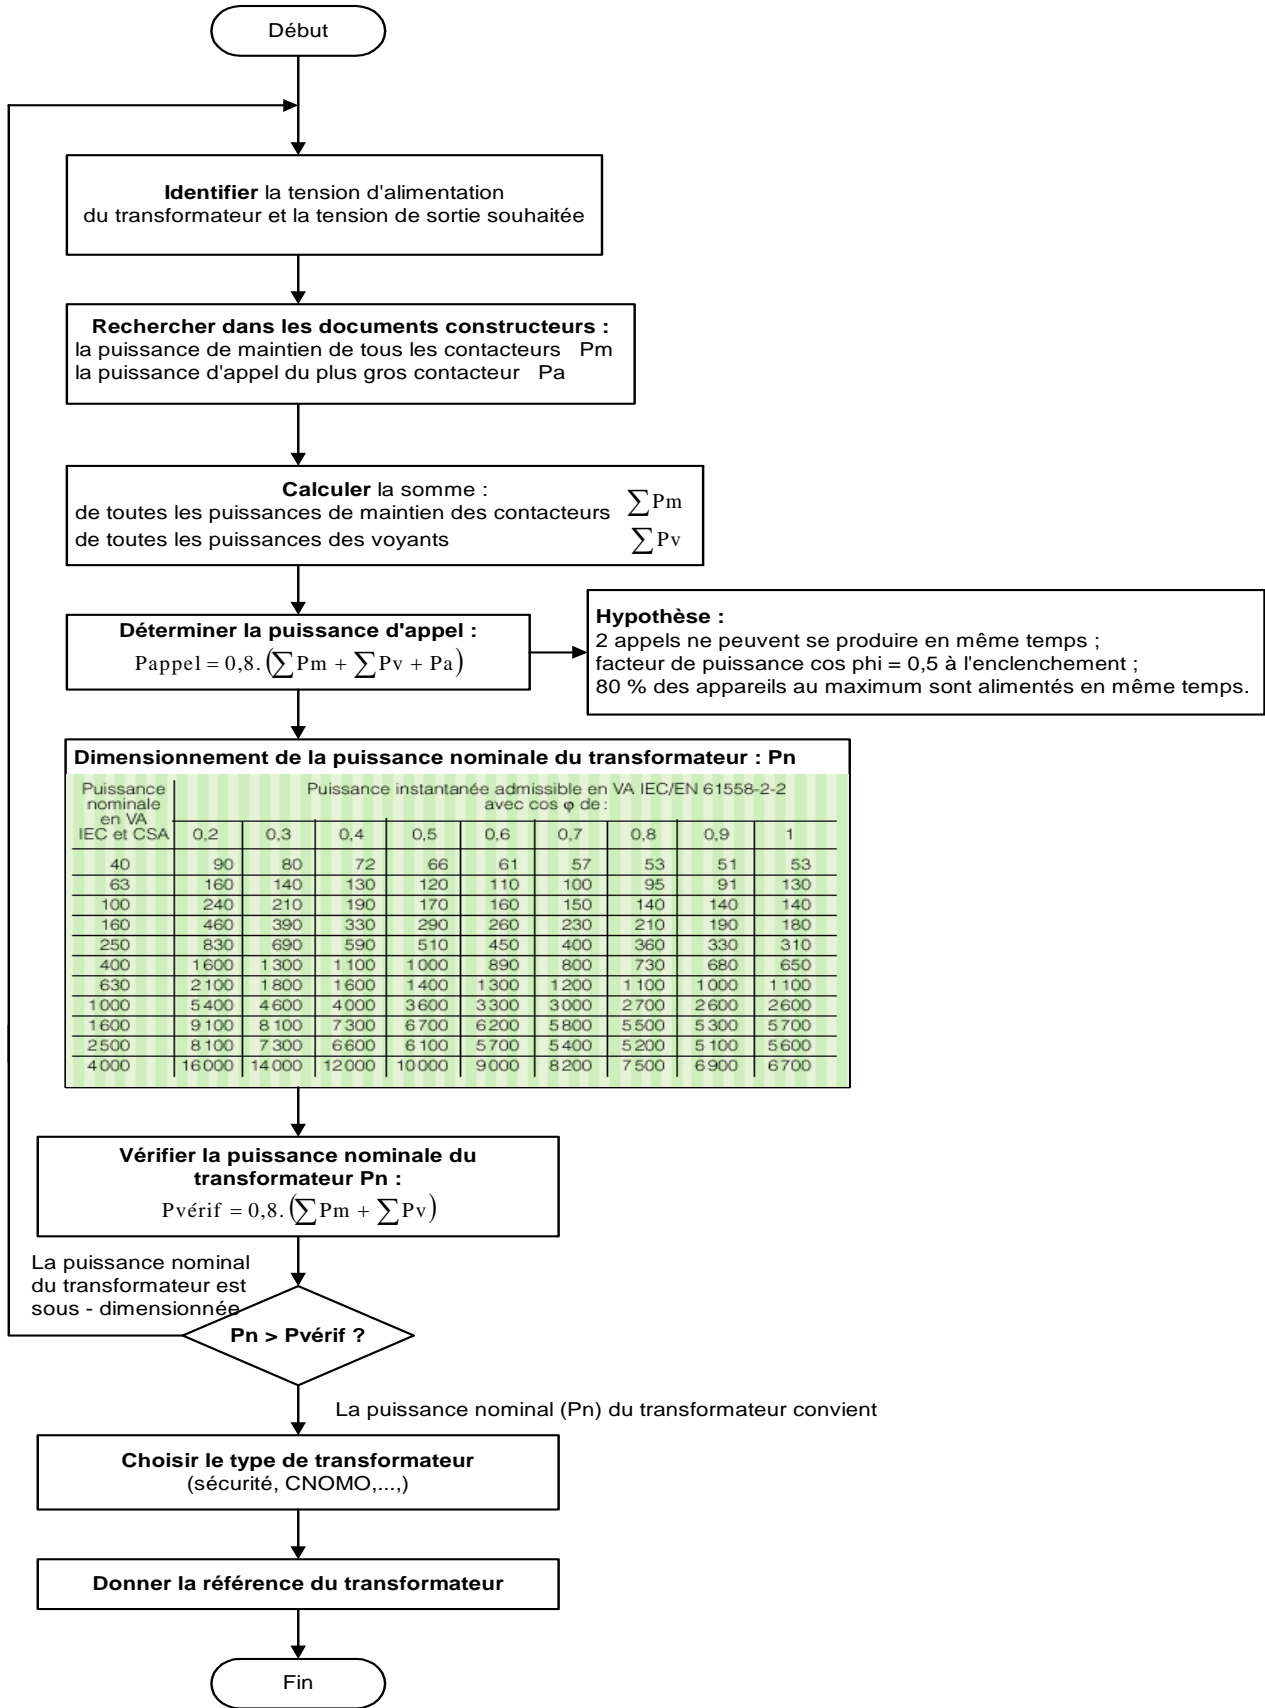 Début
Identifier la tension d'alimentation
du transformateur et la tension de sortie souhaitée
Rechercher dans les documents constructeurs :
la puissance de maintien de tous les contacteurs Pm
la puissance d'appel du plus gros contacteur Pa
Calculer la somme :
de toutes les puissances de maintien des contacteurs ∑Pm
de toutes les puissances des voyants ∑Pv
Déterminer la puissance d'appel :
Pappel = 0,8.(∑Pm + ∑Pv + Pa)
Hypothèse :
2 appels ne peuvent se produire en même temps ;
facteur de puissance cos phi = 0,5 à l'enclenchement ;
80 % des appareils au maximum sont alimentés en même temps.
Dimensionnement de la puissance nominale du transformateur : Pn
Puissance nominale en VA IEC et CSA
Puissance instantanée admissible en VA IEC/EN 61558-2-2
avec cos φ de:
0,2 0,3 0,4 0,5 0,6 0,7 0,8 0,9 1
40 90 80 72 66 61 57 53 51 53
63 160 140 130 120 110 100 95 91 130
100 240 210 190 170 160 150 140 140 140
160 460 390 330 290 260 230 210 190 180
250 830 690 590 510 450 400 360 330 310
400 1600 1300 1100 1000 890 800 730 680 650
630 2100 1800 1600 1400 1300 1200 1100 1000 1100
1000 5400 4600 4000 3600 3300 3000 2700 2600 2600
1600 9100 8100 7300 6700 6200 5800 5500 5300 5700
2500 8100 7300 6600 6100 5700 5400 5200 5100 5600
4000 16000 14000 12000 10000 9000 8200 7500 6900 6700
Vérifier la puissance nominale du
transformateur Pn :
Pvérif = 0,8.(∑Pm + ∑Pv)
La puissance nominal
du transformateur est
sous - dimensionnée
Pn > Pvérif ?
La puissance nominal (Pn) du transformateur convient
Choisir le type de transformateur
(sécurité, CNOMO,...,)
Donner la référence du transformateur
Fin